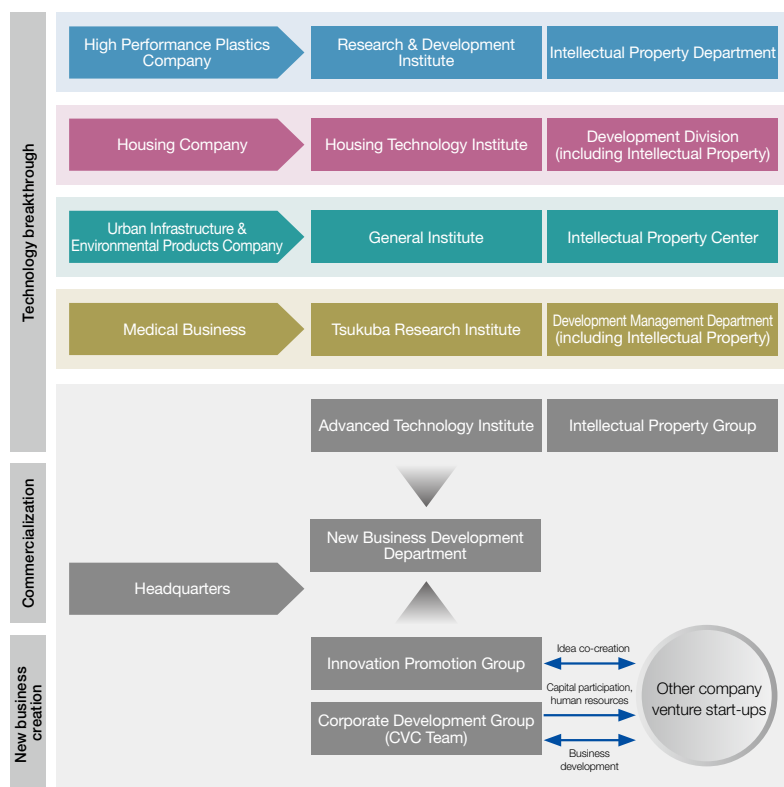 Technology breakthrough
High Performance Plastics
Company
Research & Development
Institute
Intellectual Property Department
Housing Company
Housing Technology Institute
Development Division
(including Intellectual Property)
Urban Infrastructure &
Environmental Products Company
General Institute
Intellectual Property Center
Medical Business
Tsukuba Research Institute
Development Management Department
(including Intellectual Property)
Advanced Technology Institute
Intellectual Property Group
Commercialization
New Business Development
Department
Headquarters
New business
creation
Innovation Promotion Group
Idea co-creation
Capital participation,
human resources
Corporate Development Group
(CVC Team)
Business
development
Other company
venture start-ups